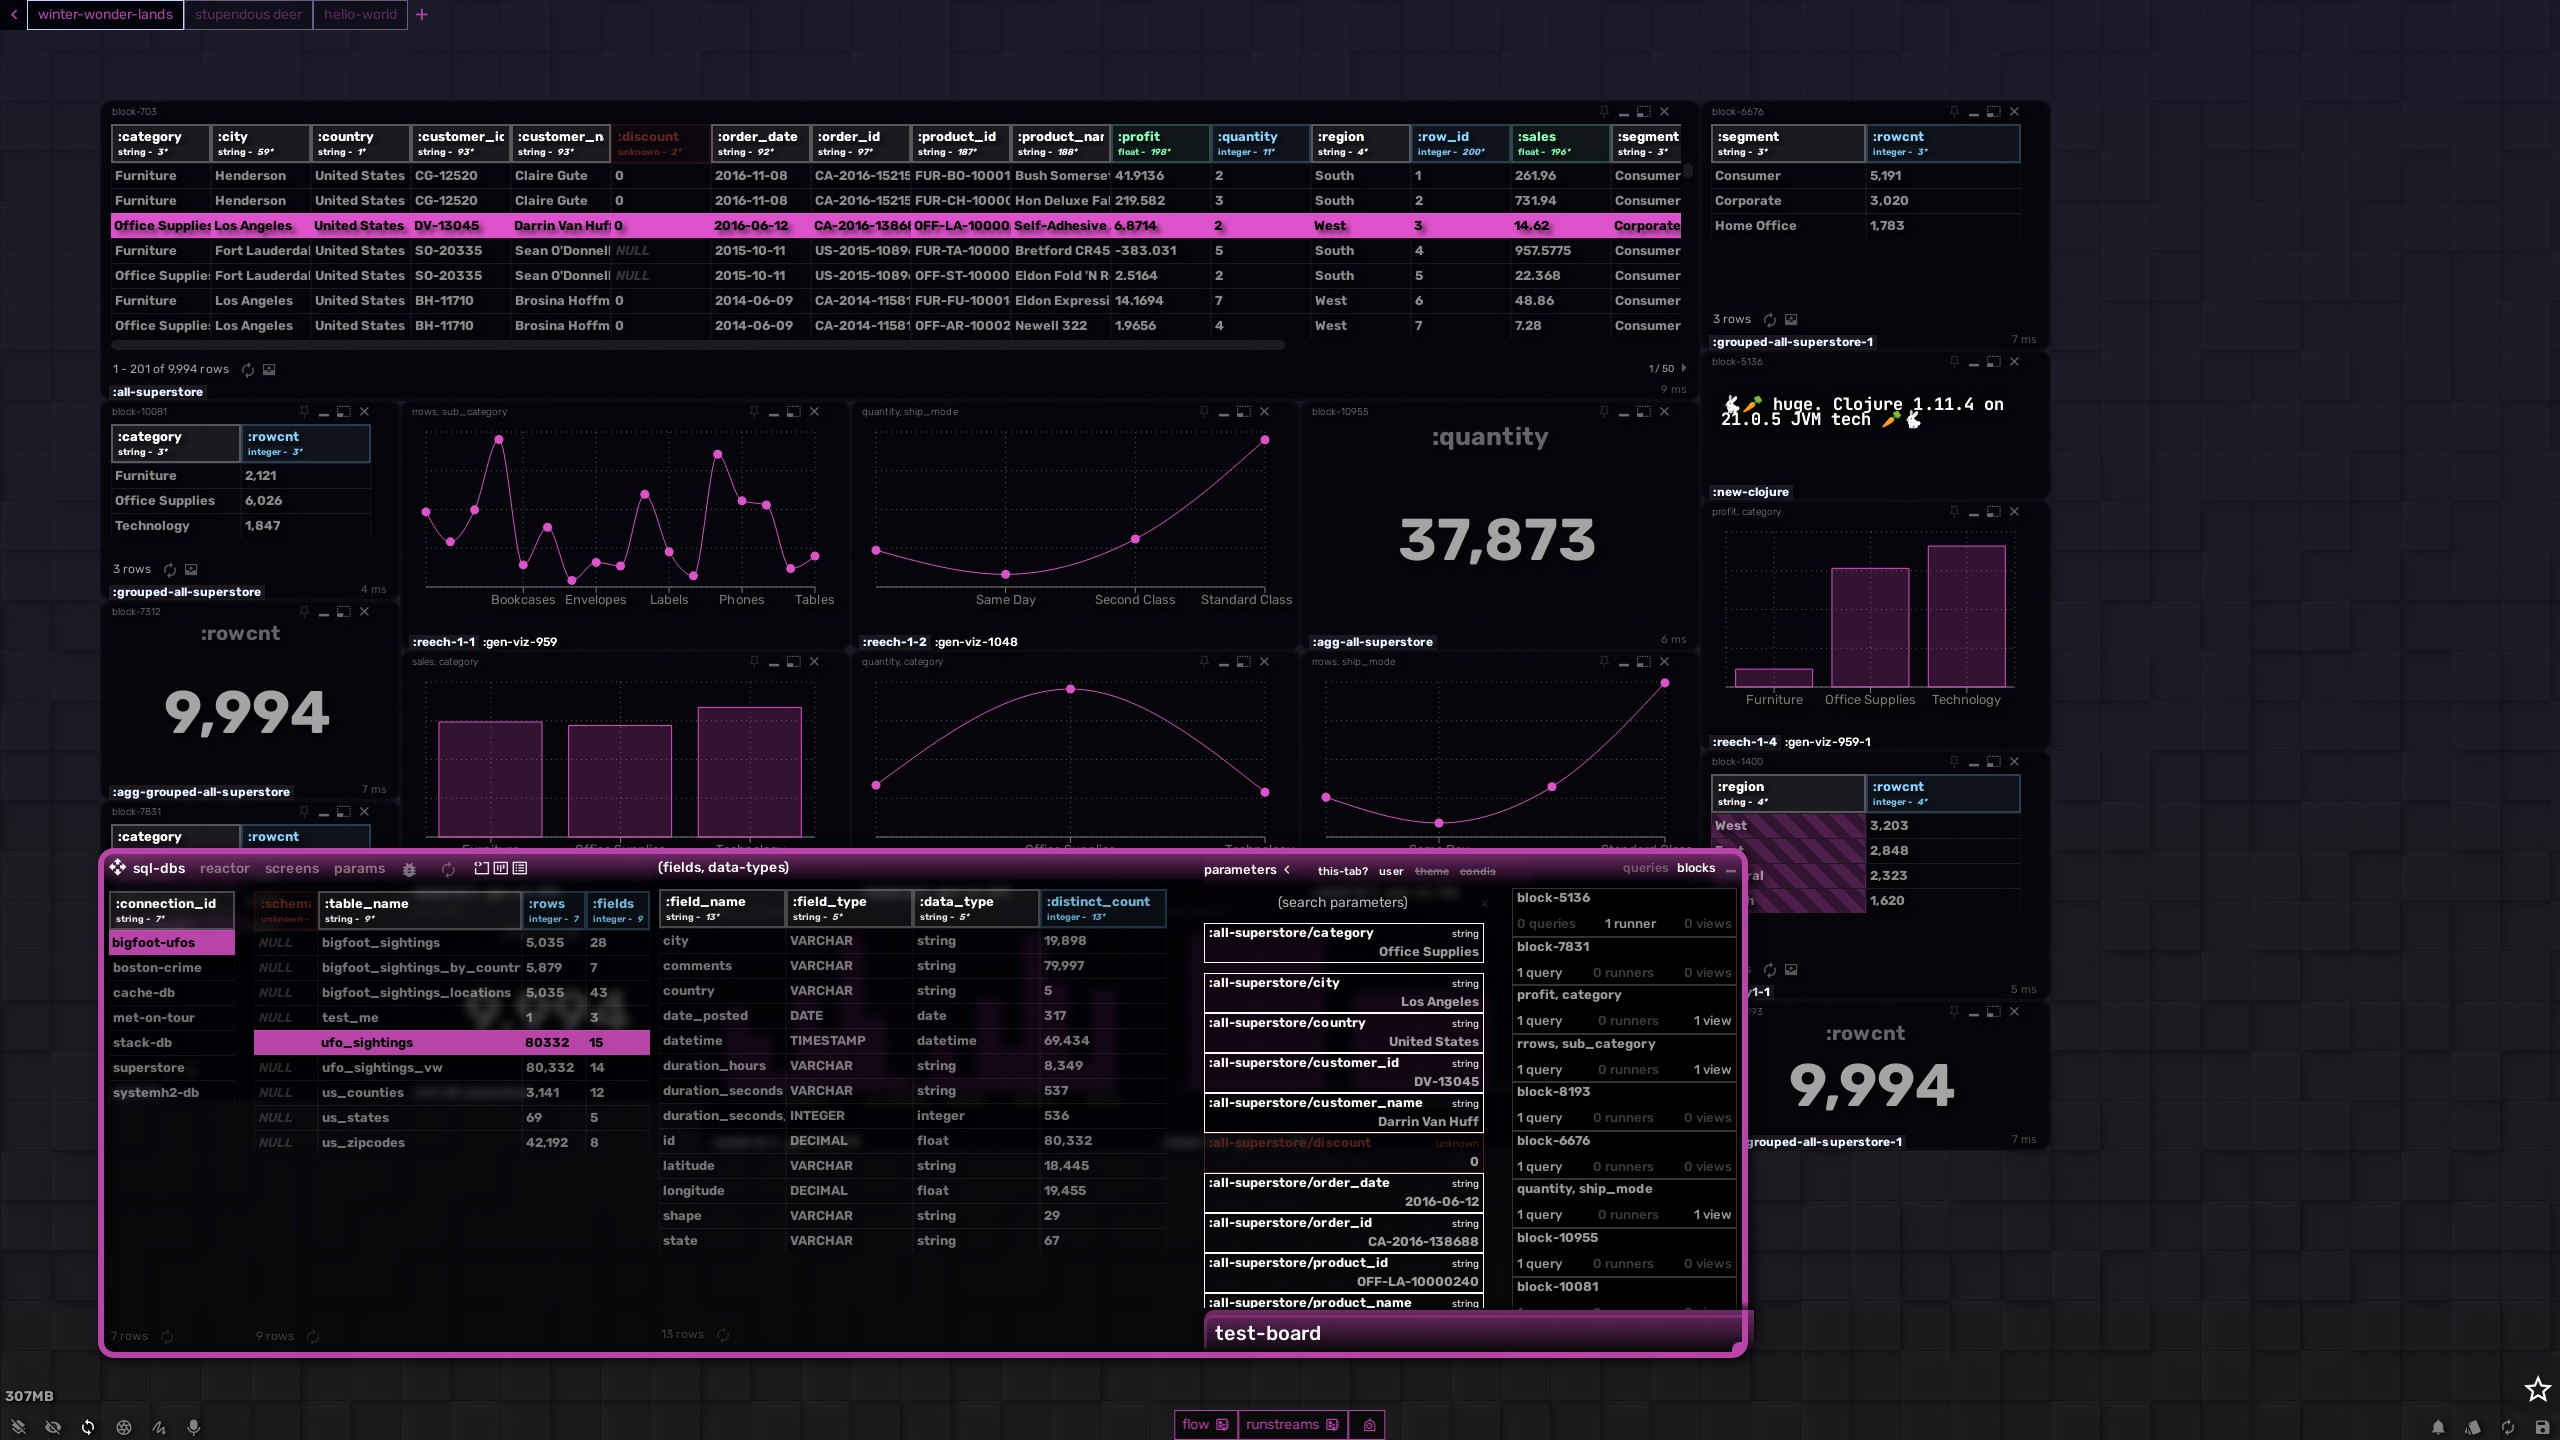 winter-wonder-lands stupendous deer hello-world +
block-703
:category :city :country :customer_ic :customer_n :discount :order_date :order_id :product_id :product_nar :profit :quantity :region :row_id :sales :segment
string - 3* string - 59* string - 1* string - 93* string - 93* unknown - 2* string - 92* string - 97* string - 187* string - 188* float - 198* integer - 11* string - 4* integer - 200* float - 196* string - 3*
Furniture Henderson United States CG-12520 Claire Gute 0 2016-11-08 CA-2016-15215 FUR-BO-10001 Bush Somerset 41.9136 2 South 1 261.96 Consumer
Furniture Henderson United States CG-12520 Claire Gute 0 2016-11-08 CA-2016-15215 FUR-CH-1000 Hon Deluxe Fa 219.582 3 South 2 731.94 Consumer
Office Supplies Los Angeles United States DV-13045 Darrin Van Huff 0 2016-06-12 CA-2016-13868 OFF-LA-10000 Self-Adhesive 6.8714 2 West 3 14.62 Corporate
Furniture Fort Lauderdal United States SO-20335 Sean O'Donnell NULL 2015-10-11 US-2015-1089 FUR-TA-10000 Bretford CR45 -383.031 5 South 4 957.5775 Consumer
Office Supplies Fort Lauderdal United States SO-20335 Sean O'Donnell NULL 2015-10-11 US-2015-1089 OFF-ST-10000 Eldon Fold 'N R 2.5164 2 South 5 22.368 Consumer
Furniture Los Angeles United States BH-11710 Brosina Hoffm 0 2014-06-09 CA-2014-11581 FUR-FU-10001 Eldon Expressi 14.1694 7 West 6 48.86 Consumer
Office Supplies Los Angeles United States BH-11710 Brosina Hoffm 0 2014-06-09 CA-2014-11581 OFF-AR-10002 Newell 322 1.9656 4 West 7 7.28 Consumer
1 - 201 of 9,994 rows 1 / 50
9 ms
:all-superstore
block-6676
:segment :rowcnt
string - 3* integer - 3*
Consumer 5,191
Corporate 3,020
Home Office 1,783
3 rows
:grouped-all-superstore-1 7 ms
block-5136
🐇🥕 huge. Clojure 1.11.4 on
21.0.5 JVM tech 🥕🐇
:new-clojure
block-10081
:category :rowcnt
string - 3* integer - 3*
Furniture 2,121
Office Supplies 6,026
Technology 1,847
3 rows
:grouped-all-superstore 4 ms
rrows, sub_category
Bookcases Envelopes Labels Phones Tables
:reech-1-1 :gen-viz-959
quantity, ship_mode
Same Day Second Class Standard Class
:reech-1-2 :gen-viz-1048
block-10955
:quantity
37,873
:agg-all-superstore 6 ms
profit, category
Furniture Office Supplies Technology
:reech-1-4 :gen-viz-959-1
block-7312
:rowcnt
9,994
:agg-grouped-all-superstore 7 ms
sales, category
Furniture Office Supplies Technology
quantity, category
Office Supplies Technology
rrows, ship_mode
Same Day Standard Class
block-7831
:category :rowcnt
block-1400
:region :rowcnt
string - 4* integer - 4*
West 3,203
2,848
ral 2,323
1,620
5 ms
/1-1
93
:rowcnt
9,994
grouped-all-superstore-1 7 ms
sql-dbs reactor screens params
:connection_id
string - 7*
bigfoot-ufos
boston-crime
cache-db
met-on-tour
stack-db
superstore
systemh2-db
7 rows
:schema :table_name :rows :fields
unknown - string - 9* integer - 7 integer - 9
NULL bigfoot_sightings 5,035 28
NULL bigfoot_sightings_by_countr 5,879 7
NULL bigfoot_sightings_locations 5,035 43
NULL test_me 1 3
ufo_sightings 80332 15
NULL ufo_sightings_vw 80,332 14
NULL us_counties 3,141 12
NULL us_states 69 5
NULL us_zipcodes 42,192 8
9 rows
(fields, data-types)
:field_name :field_type :data_type :distinct_count
string - 13* string - 5* string - 5* integer - 13*
city VARCHAR string 19,898
comments VARCHAR string 79,997
country VARCHAR string 5
date_posted DATE date 317
datetime TIMESTAMP datetime 69,434
duration_hours VARCHAR string 8,349
duration_seconds VARCHAR string 537
duration_seconds, INTEGER integer 536
id DECIMAL float 80,332
latitude VARCHAR string 18,445
longitude DECIMAL float 19,455
shape VARCHAR string 29
state VARCHAR string 67
13 rows
parameters this-tab? user theme condis
(search parameters) x
:all-superstore/category string
Office Supplies
:all-superstore/city string
Los Angeles
:all-superstore/country string
United States
:all-superstore/customer_id string
DV-13045
:all-superstore/customer_name string
Darrin Van Huff
:all-superstore/discount unknown
0
:all-superstore/order_date string
2016-06-12
:all-superstore/order_id string
CA-2016-138688
:all-superstore/product_id string
OFF-LA-10000240
:all-superstore/product_name string
queries blocks
block-5136
0 queries 1 runner 0 views
block-7831
1 query 0 runners 0 views
profit, category
1 query 0 runners 1 view
rrows, sub_category
1 query 0 runners 1 view
block-8193
1 query 0 runners 0 views
block-6676
1 query 0 runners 0 views
quantity, ship_mode
1 query 0 runners 1 view
block-10955
1 query 0 runners 0 views
block-10081
test-board
307MB
flow runstreams